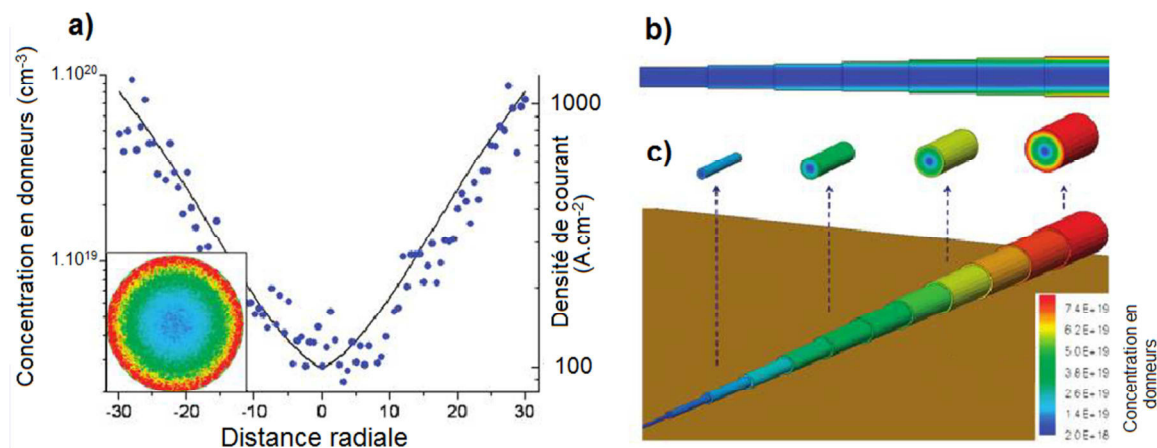 a)
Concentration en donneurs (cm⁻³)
1.10²⁰
1.10¹⁹
-30 -20 -10 0 10 20 30
Distance radiale
1000
100
Densité de courant
(A.cm⁻²)
b)
c)
7.4E+19
6.2E+19
5.0E+19
3.8E+19
2.6E+19
1.4E+19
2.0E+18
Concentration en
donneurs